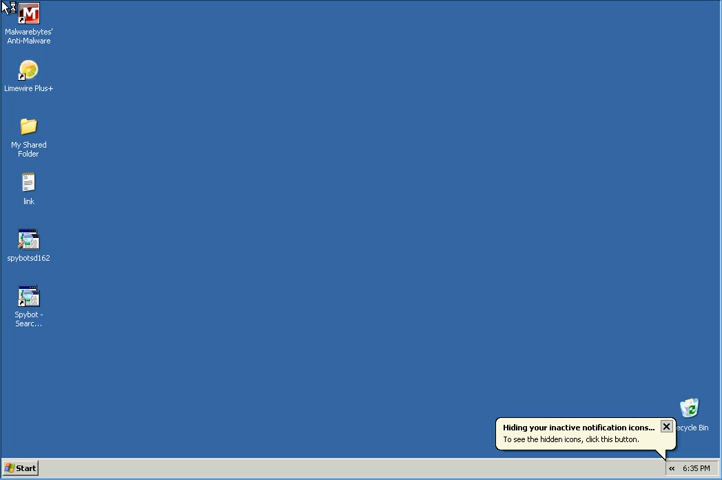 Malwarebytes'
Anti-Malware
Limewire Plus+
My Shared
Folder
link
spybotsd162
Spybot -
Searc...
Hiding your inactive notification icons...
To see the hidden icons, click this button.
ecycle Bin
Start
«
6:35 PM